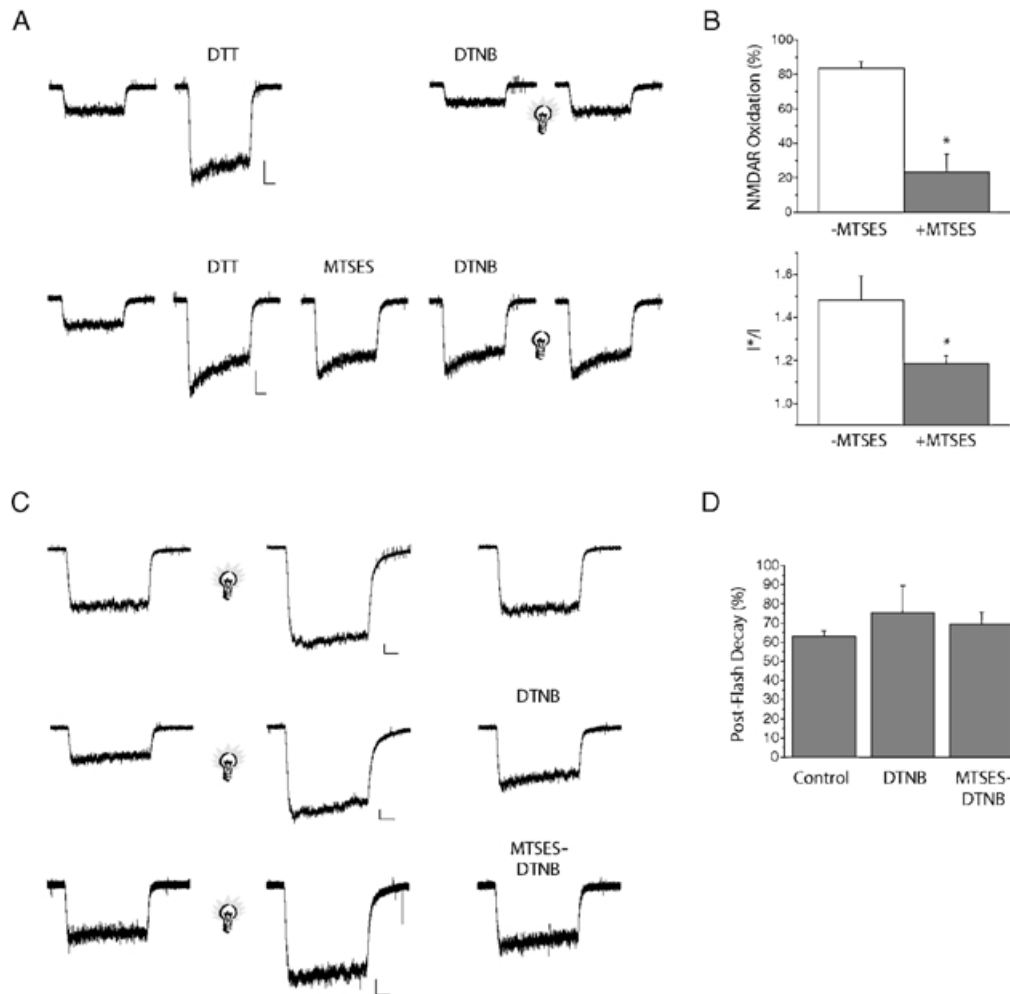 A
DTT
DTNB
DTT
MTSES
DTNB
B
NMDAR Oxidation (%)
100
80
60
40
20
0
*
-MTSES
+MTSES
I*/I
1.6
1.4
1.2
1.0
*
-MTSES
+MTSES
C
DTNB
MTSES-
DTNB
D
Post-Flash Decay (%)
100
90
80
70
60
50
40
30
20
10
0
Control
DTNB
MTSES-
DTNB